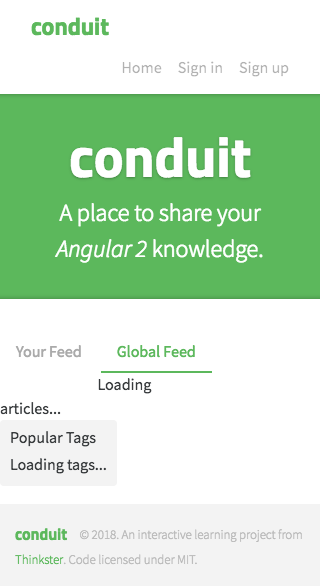 conduit
Home Sign in Sign up
conduit
A place to share your
Angular 2 knowledge.
Your Feed Global Feed
Loading
articles...
Popular Tags
Loading tags...
conduit © 2018. An interactive learning project from
Thinkster. Code licensed under MIT.